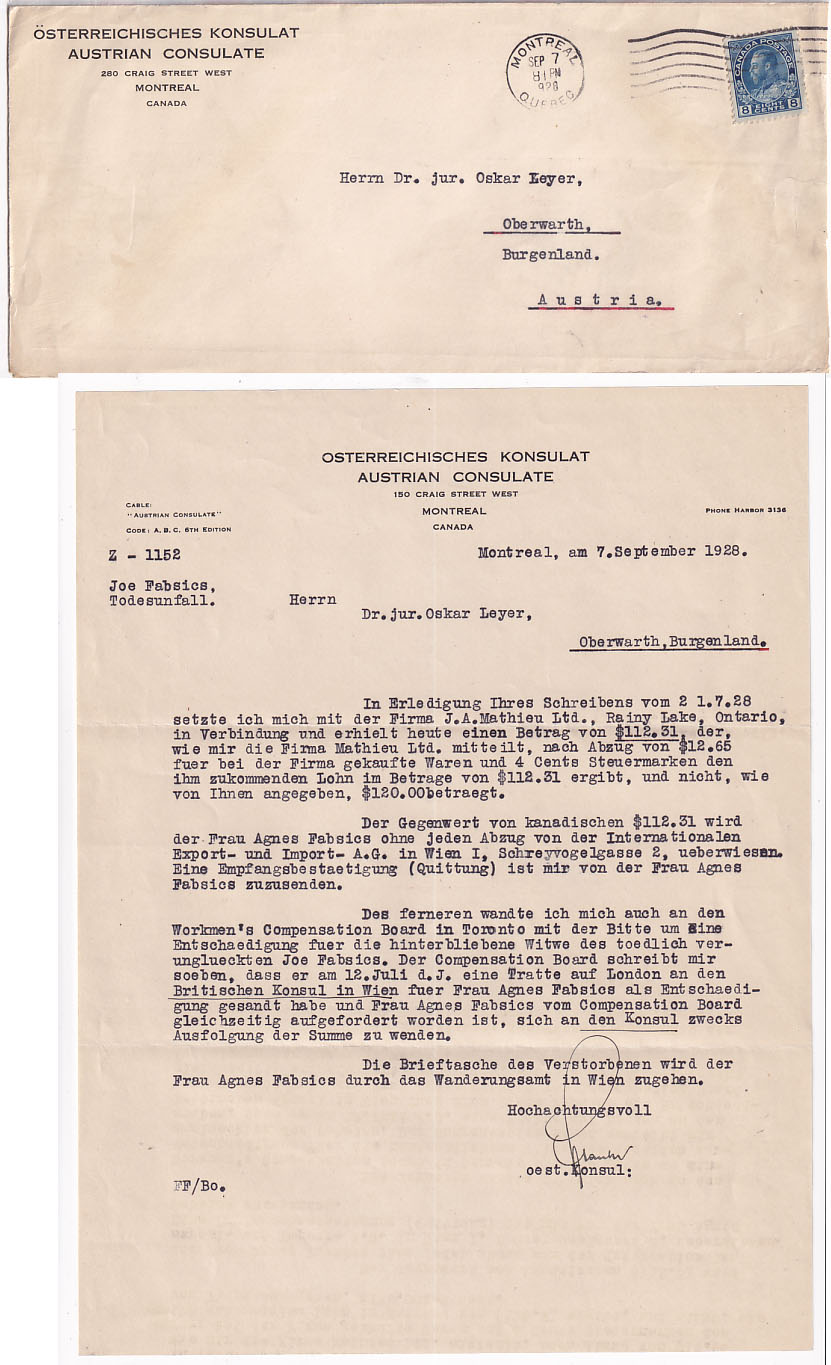 ÖSTERREICHISCHES KONSULAT
AUSTRIAN CONSULATE
280 CRAIG STREET WEST
MONTREAL
CANADA
MONTREAL
SEP 7
8 PM
QUEBEC
CANADA POSTAGE
8 EIGHT CENTS 8
Herrn Dr. jur. Oskar Leyer,
Oberwarth,
Burgenland.
A u s t r i a.
OSTERREICHISCHES KONSULAT
AUSTRIAN CONSULATE
150 CRAIG STREET WEST
MONTREAL
CANADA
CABLE:
"AUSTRIAN CONSULATE"
CODE: A. B. C. 6TH EDITION
PHONE HARBOR 3136
Z - 1152
Montreal, am 7.September 1928.
Joe Fabsics,
Todesunfall.
Herrn
Dr.jur.Oskar Leyer,
Oberwarth,Burgenland.
In Erledigung Ihres Schreibens vom 2 1.7.28
setzte ich mich mit der Firma J.A.Mathieu Ltd., Rainy Lake, Ontario,
in Verbindung und erhielt heute einen Betrag von $112.31, der,
wie mir die Firma Mathieu Ltd. mitteilt, nach Abzug von $12.65
fuer bei der Firma gekaufte Waren und 4 Cents Steuermarken den
ihm zukommenden Lohn im Betrage von $112.31 ergibt, und nicht, wie
von Ihnen angegeben, $120.00betraegt.
Der Gegenwert von kanadischen $112.31 wird
der Frau Agnes Fabsics ohne jeden Abzug von der Internationalen
Export- und Import- A.G. in Wien I, Schreyvogelgasse 2, ueberwiesen.
Eine Empfangsbestaetigung (Quittung) ist mir von der Frau Agnes
Fabsics zuzusenden.
Des ferneren wandte ich mich auch an den
Workmen's Compensation Board in Toronto mit der Bitte um Eine
Entschaedigung fuer die hinterbliebene Witwe des toedlich ver-
unglueckten Joe Fabsics. Der Compensation Board schreibt mir
soeben, dass er am 12.Juli d.J. eine Tratte auf London an den
Britischen Konsul in Wien fuer Frau Agnes Fabsics als Entschaedi-
gung gesandt habe und Frau Agnes Fabsics vom Compensation Board
gleichzeitig aufgefordert worden ist, sich an den Konsul zwecks
Ausfolgung der Summe zu wenden.
Die Brieftasche des Verstorbenen wird der
Frau Agnes Fabsics durch das Wanderungsamt in Wien zugehen.
Hochachtungsvoll
oest.Konsul:
FF/Bo.